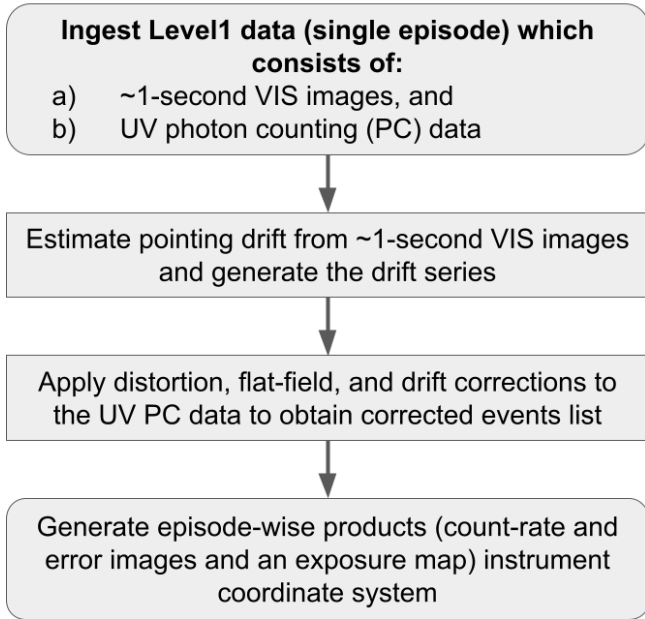 Ingest Level1 data (single episode) which
consists of:
a) ~1-second VIS images, and
b) UV photon counting (PC) data
Estimate pointing drift from ~1-second VIS images
and generate the drift series
Apply distortion, flat-field, and drift corrections to
the UV PC data to obtain corrected events list
Generate episode-wise products (count-rate and
error images and an exposure map) instrument
coordinate system